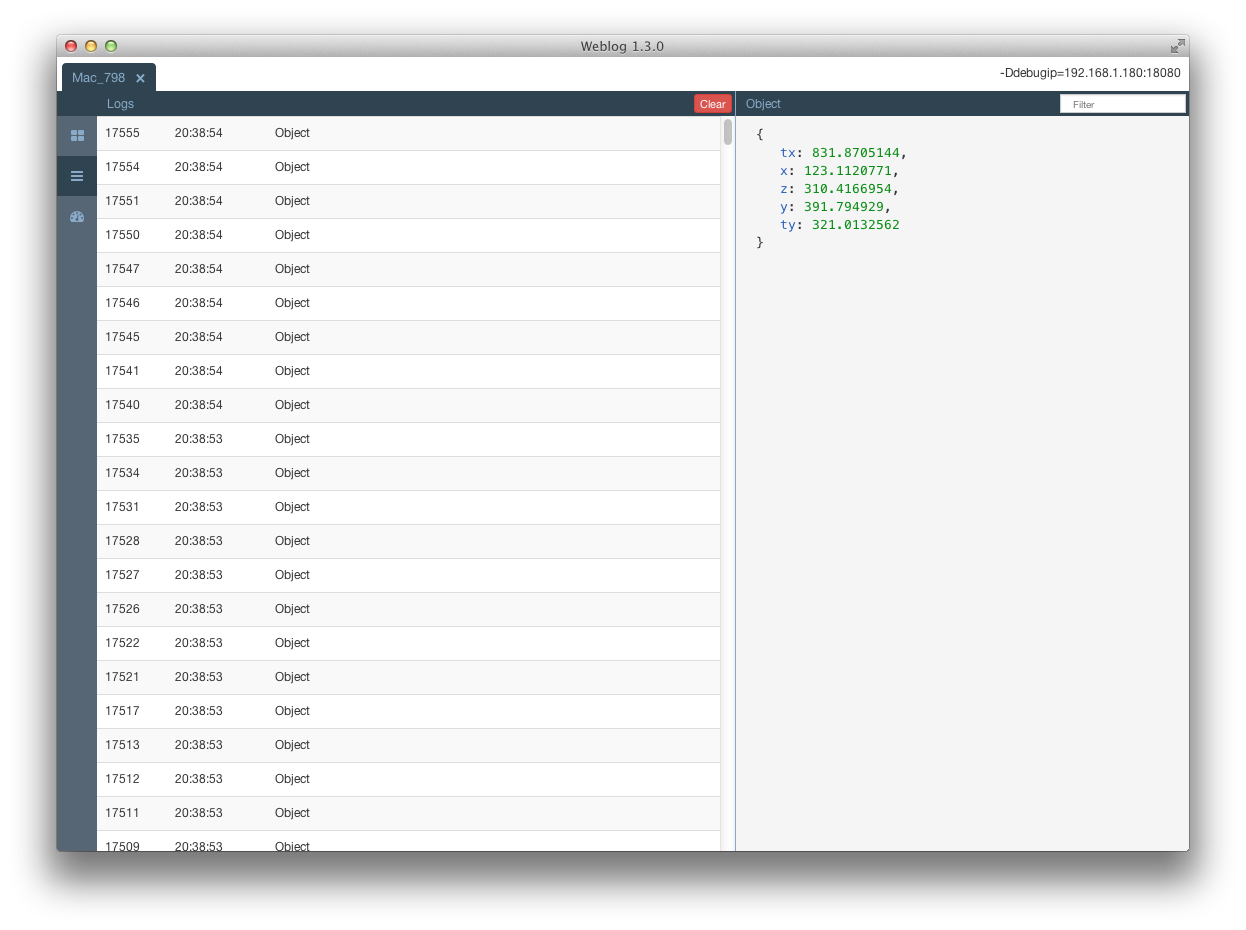 Weblog 1.3.0
Mac_798 ×
-Ddebugip=192.168.1.180:18080
Logs Clear
Object Filter
17555 20:38:54 Object
17554 20:38:54 Object
17551 20:38:54 Object
17550 20:38:54 Object
17547 20:38:54 Object
17546 20:38:54 Object
17545 20:38:54 Object
17541 20:38:54 Object
17540 20:38:54 Object
17535 20:38:53 Object
17534 20:38:53 Object
17531 20:38:53 Object
17528 20:38:53 Object
17527 20:38:53 Object
17526 20:38:53 Object
17522 20:38:53 Object
17521 20:38:53 Object
17517 20:38:53 Object
17513 20:38:53 Object
17512 20:38:53 Object
17511 20:38:53 Object
17509 20:38:53 Object
{
tx: 831.8705144,
x: 123.1120771,
z: 310.4166954,
y: 391.794929,
ty: 321.0132562
}